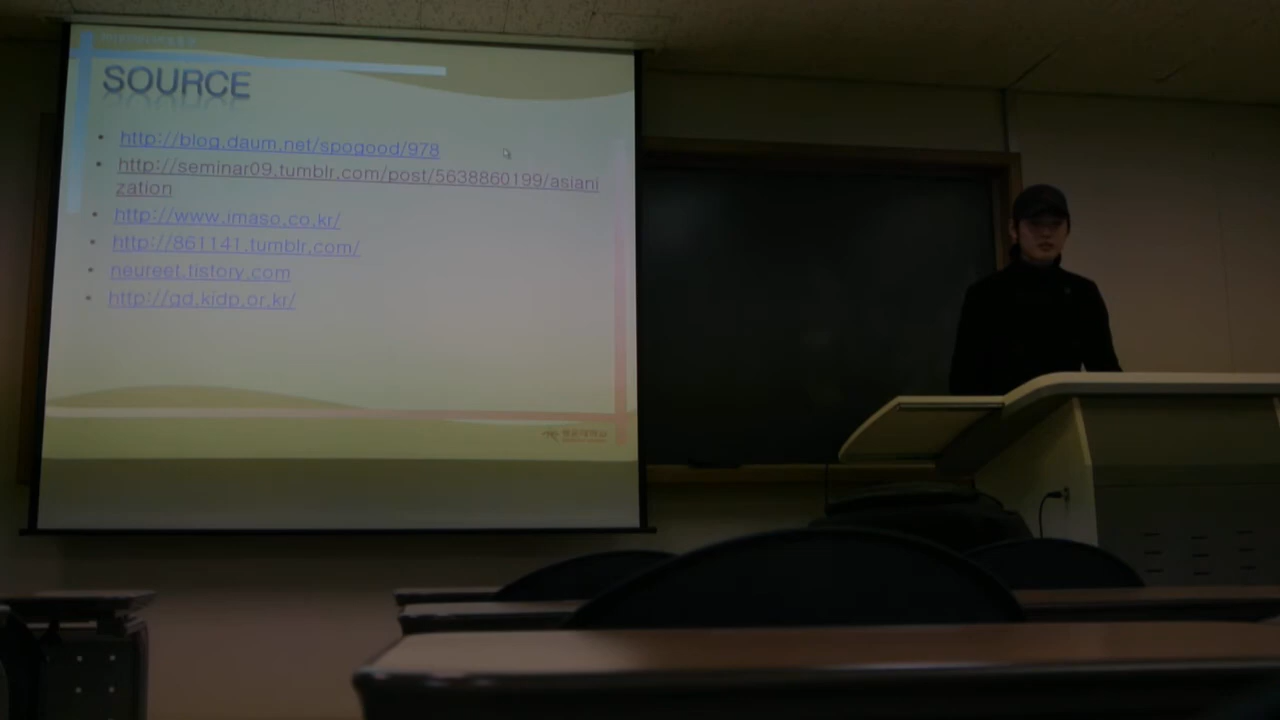 SOURCE
http://blog.daum.net/spogood/978
http://seminar09.tumblr.com/post/5638860199/asiani
zation
http://www.imaso.co.kr/
http://861141.tumblr.com/
neureet.tistory.com
http://gd.kidp.or.kr/